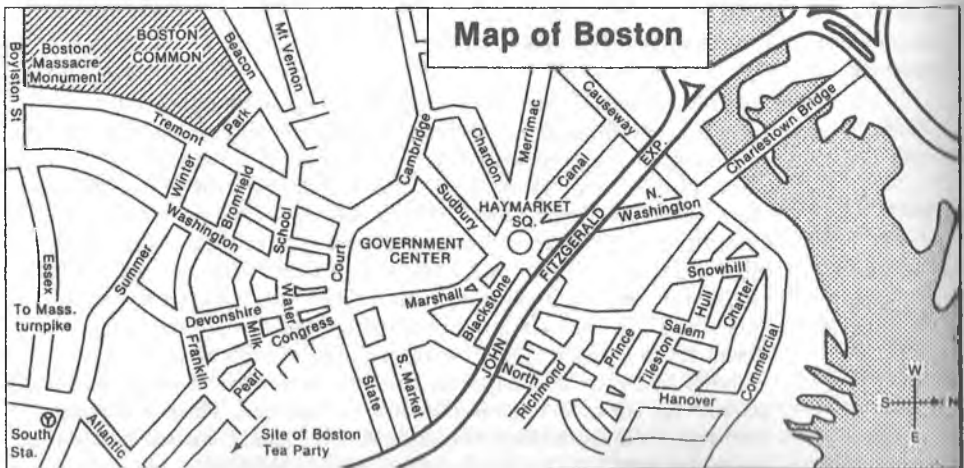 Map of Boston
Boylston St.
Boston
Massacre
Monument
BOSTON
COMMON
Beacon
Mt Vernon
Tremont
Park
Winter
Bromfield
Washington
School
Court
Cambridge
Chardon
Merrimac
Causeway
Canal
Sudbury
HAYMARKET
SQ.
N.
Washington
Charlestown Bridge
GOVERNMENT
CENTER
Essex
Summer
To Mass.
turnpike
Devonshire
Franklin
Milk
Water
Congress
Pearl
Marshall
Blackstone
JOHN
FITZGERALD
EXP.
State
S. Market
North
Richmond
Prince
Tileston
Salem
Hanover
Snowhill
Hull
Charter
Commercial
South
Sta.
Atlantic
Site of Boston
Tea Party
W
S
N
E